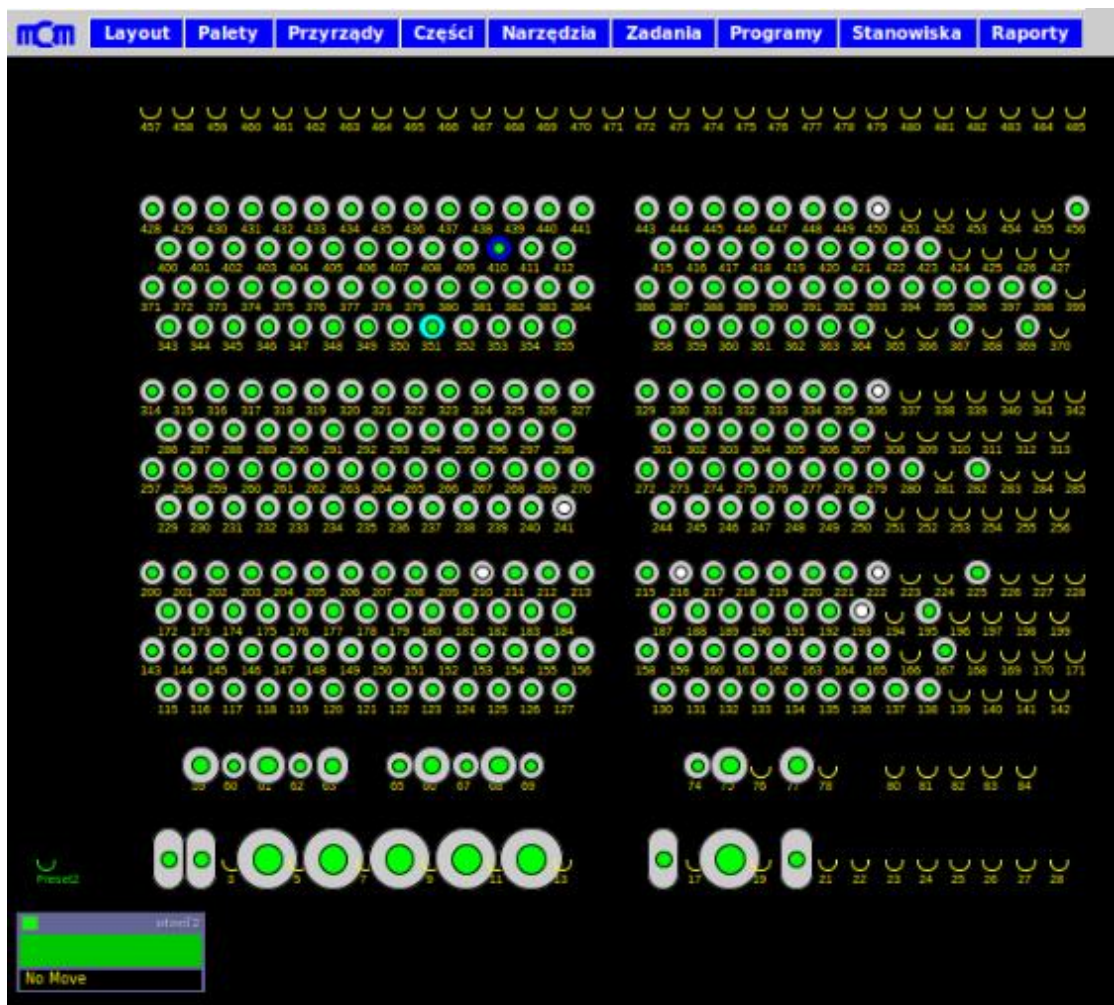 mCm Layout Palety Przyrządy Części Narzędzia Zadania Programy Stanowiska Raporty
457 458 459 460 461 462 463 464 465 466 467 468 469 470 471 472 473 474 475 476 477 478 479 480 481 482 483 484 485
428 429 430 431 432 433 434 435 436 437 438 439 440 441 443 444 445 446 447 448 449 450 451 452 453 454 455 456
400 401 402 403 404 405 406 407 408 409 410 411 412 415 416 417 418 419 420 421 422 423 424 425 426 427
371 372 373 374 375 376 377 378 379 380 381 382 383 384 386 387 388 389 390 391 392 393 394 395 396 397 398 399
343 344 345 346 347 348 349 350 351 352 353 354 355 358 359 360 361 362 363 364 365 366 367 368 369 370
314 315 316 317 318 319 320 321 322 323 324 325 326 327 329 330 331 332 333 334 335 336 337 338 339 340 341 342
286 287 288 289 290 291 292 293 294 295 296 297 298 301 302 303 304 305 306 307 308 309 310 311 312 313
257 258 259 260 261 262 263 264 265 266 267 268 269 270 272 273 274 275 276 277 278 279 280 281 282 283 284 285
229 230 231 232 233 234 235 236 237 238 239 240 241 244 245 246 247 248 249 250 251 252 253 254 255 256
200 201 202 203 204 205 206 207 208 209 210 211 212 213 215 216 217 218 219 220 221 222 223 224 225 226 227 228
172 173 174 175 176 177 178 179 180 181 182 183 184 187 188 189 190 191 192 193 194 195 196 197 198 199
143 144 145 146 147 148 149 150 151 152 153 154 155 156 158 159 160 161 162 163 164 165 166 167 168 169 170 171
115 116 117 118 119 120 121 122 123 124 125 126 127 130 131 132 133 134 135 136 137 138 139 140 141 142
59 60 61 62 63 65 66 67 68 69 74 75 76 77 78 80 81 82 83 84
Preset2 3 5 7 9 11 13 17 19 21 22 23 24 25 26 27 28
No Move